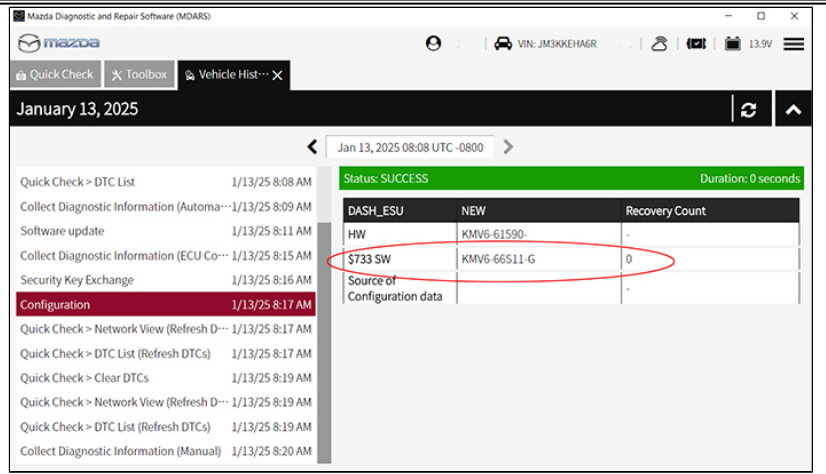 Mazda Diagnostic and Repair Software (MDARS)
mazda
VIN: JM3KKEHA6R
13.9V
Quick Check
Toolbox
Vehicle Hist···
January 13, 2025
Jan 13, 2025 08:08 UTC -0800
Quick Check > DTC List 1/13/25 8:08 AM
Collect Diagnostic Information (Automa··· 1/13/25 8:09 AM
Software update 1/13/25 8:11 AM
Collect Diagnostic Information (ECU Co··· 1/13/25 8:15 AM
Security Key Exchange 1/13/25 8:16 AM
Configuration 1/13/25 8:17 AM
Quick Check > Network View (Refresh D··· 1/13/25 8:17 AM
Quick Check > DTC List (Refresh DTCs) 1/13/25 8:17 AM
Quick Check > Clear DTCs 1/13/25 8:19 AM
Quick Check > Network View (Refresh D··· 1/13/25 8:19 AM
Quick Check > DTC List (Refresh DTCs) 1/13/25 8:19 AM
Collect Diagnostic Information (Manual) 1/13/25 8:20 AM
Status: SUCCESS Duration: 0 seconds
DASH_ESU NEW Recovery Count
HW KMV6-61590- -
$733 SW KMV6-66S11-G 0
Source of
Configuration data -